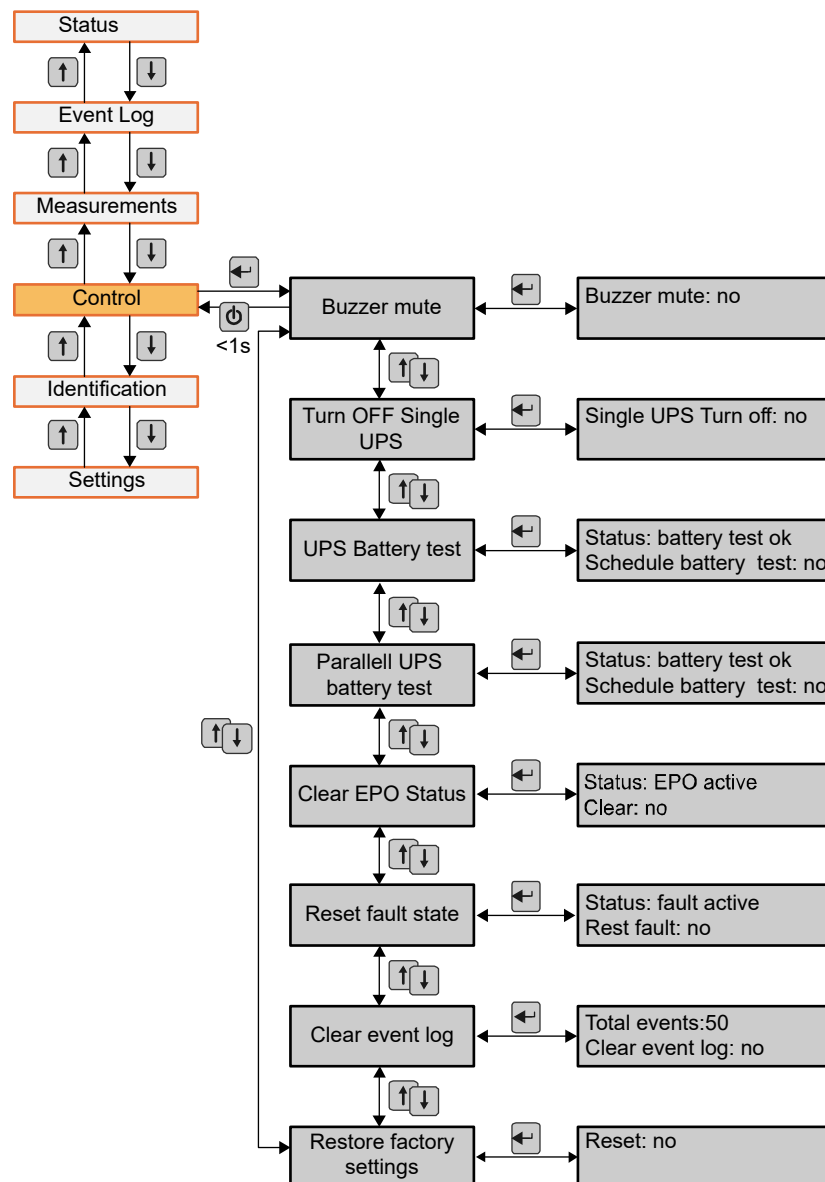 Status
Event Log
Measurements
Control
<1s
Identification
Settings
Buzzer mute
Buzzer mute: no
Turn OFF Single
UPS
Single UPS Turn off: no
UPS Battery test
Status: battery test ok
Schedule battery test: no
Parallell UPS
battery test
Status: battery test ok
Schedule battery test: no
Clear EPO Status
Status: EPO active
Clear: no
Reset fault state
Status: fault active
Rest fault: no
Clear event log
Total events:50
Clear event log: no
Restore factory
settings
Reset: no